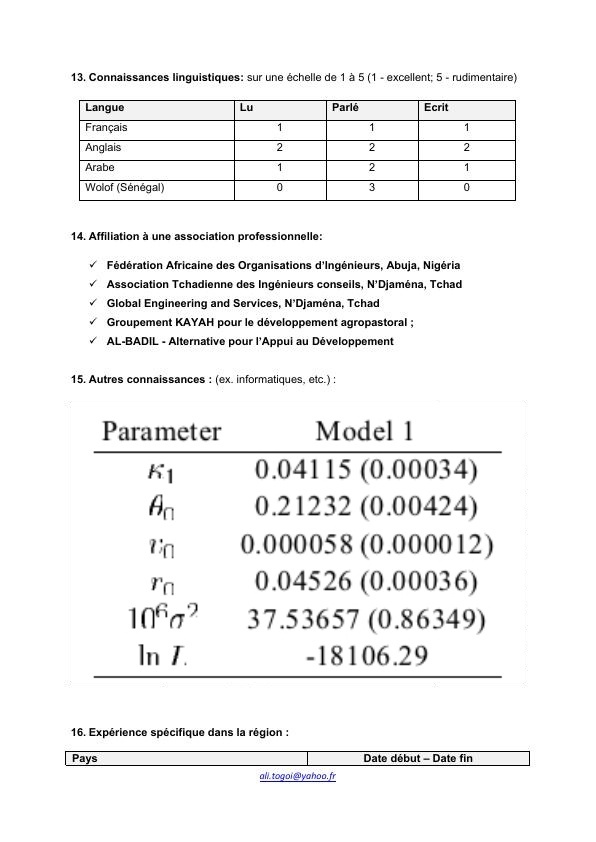 13. Connaissances linguistiques: sur une échelle de 1 à 5 (1 - excellent; 5 - rudimentaire)
Langue Lu Parlé Ecrit
Français 1 1 1
Anglais 2 2 2
Arabe 1 2 1
Wolof (Sénégal) 0 3 0
14. Affiliation à une association professionnelle:
✓ Fédération Africaine des Organisations d'Ingénieurs, Abuja, Nigéria
✓ Association Tchadienne des Ingénieurs conseils, N'Djaména, Tchad
✓ Global Engineering and Services, N'Djaména, Tchad
✓ Groupement KAYAH pour le développement agropastoral ;
✓ AL-BADIL - Alternative pour l'Appui au Développement
15. Autres connaissances : (ex. informatiques, etc.) :
Parameter Model 1
κ1 0.04115 (0.00034)
0.21232 (0.00424)
0.000058 (0.000012)
r0 0.04526 (0.00036)
10^6σ^2 37.53657 (0.86349)
ln L -18106.29
16. Expérience spécifique dans la région :
Pays Date début – Date fin
ali.togoi@yahoo.fr